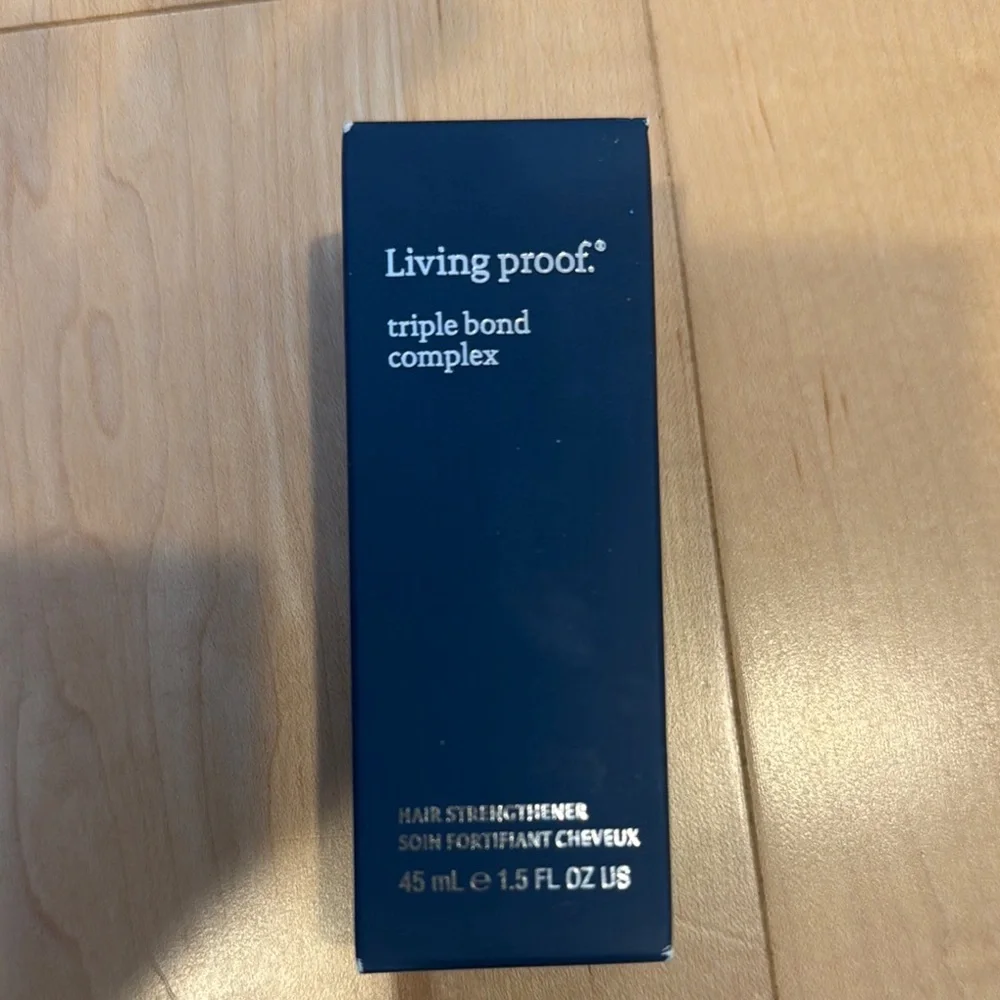 Living proof.®
triple bond
complex
HAIR STRENGTHENER
SOIN FORTIFIANT CHEVEUX
45 mL ℮ 1.5 FL OZ US